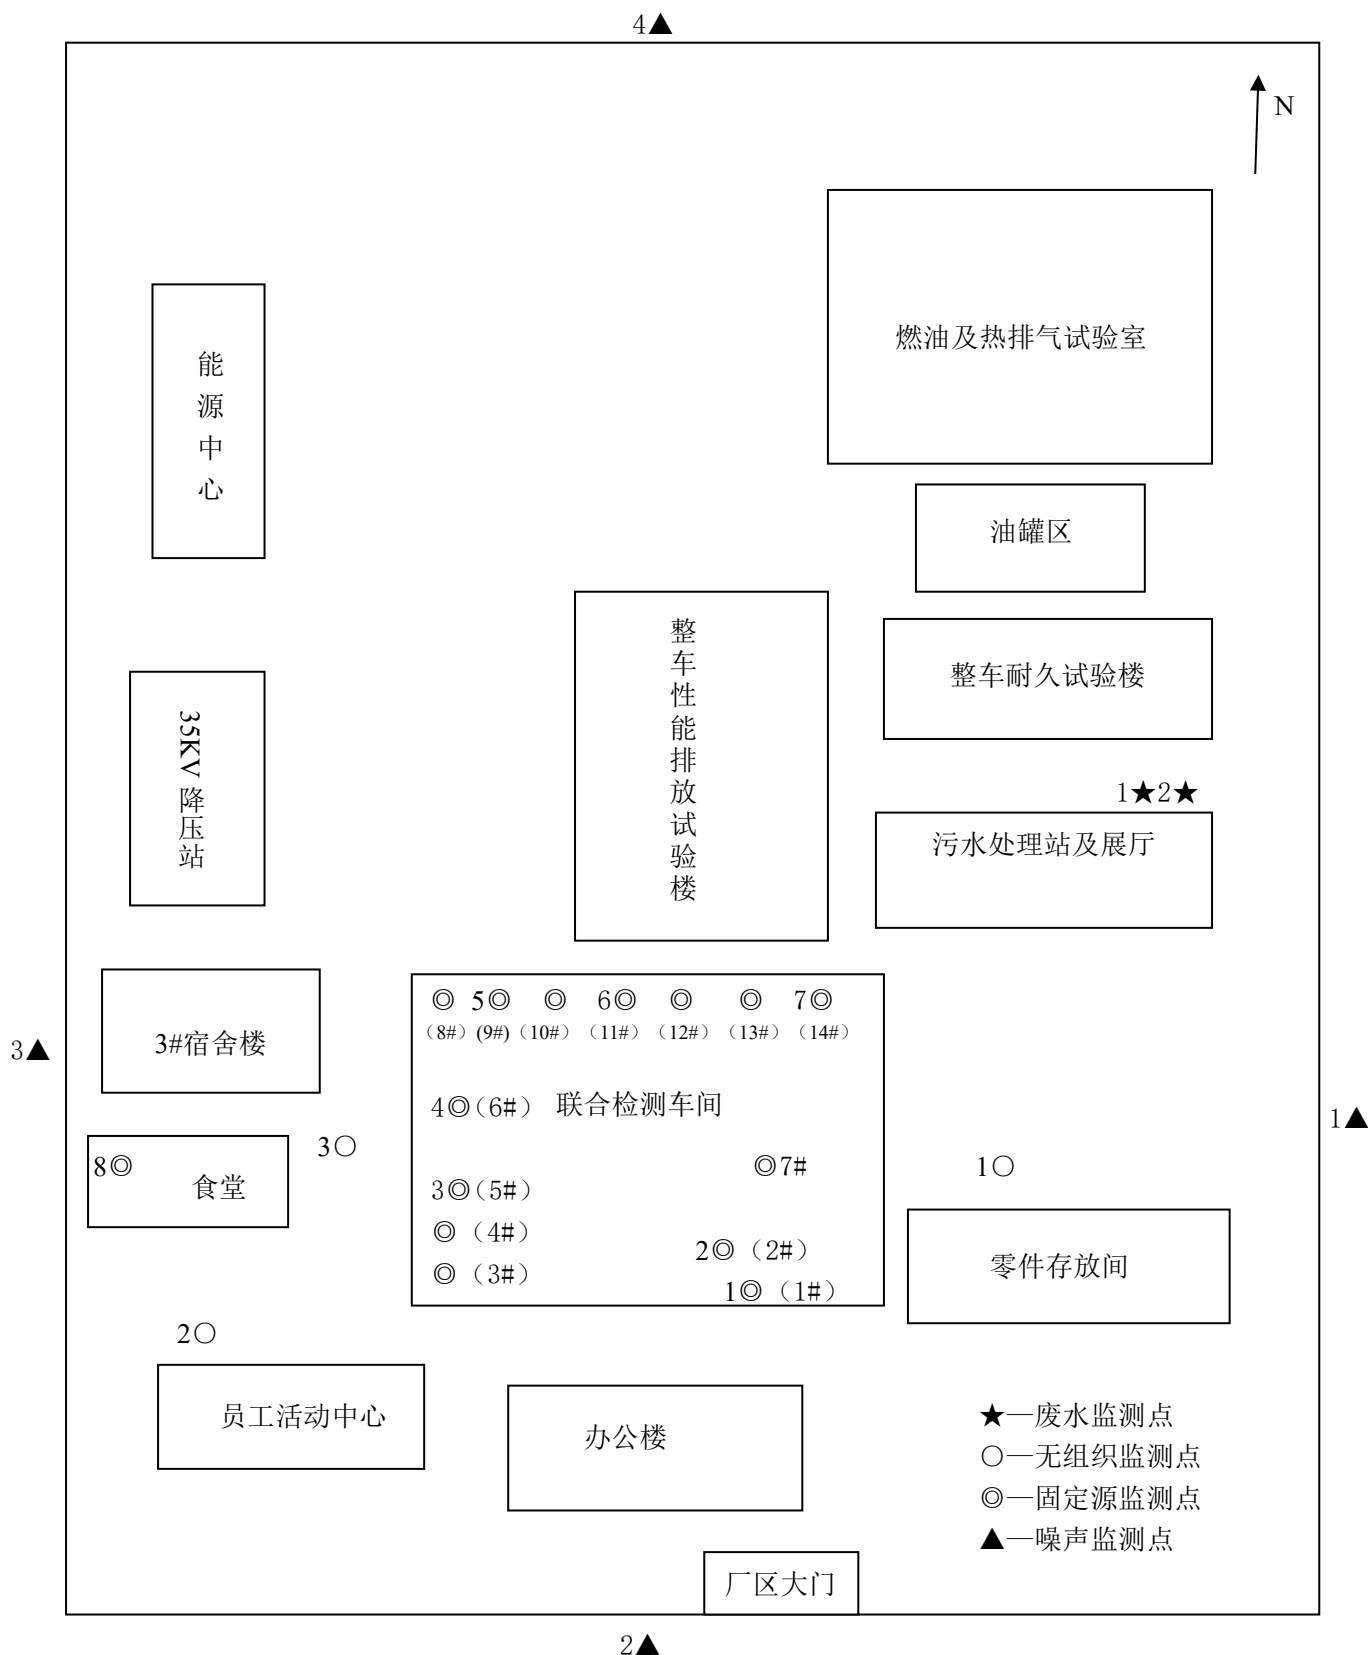 4▲
N
燃油及热排气试验室
能源中心
油罐区
整车性能排放试验楼
整车耐久试验楼
35KV 降压站
1★2★
污水处理站及展厅
◎ 5◎ ◎ 6◎ ◎ ◎ 7◎
（8#）(9#)（10#）（11#）（12#）（13#）（14#）
3#宿舍楼
3▲
4◎(6#） 联合检测车间
1▲
3○
8◎
食堂
◎7#
1○
3◎(5#）
◎（4#）
2◎（2#）
零件存放间
◎（3#）
1◎（1#）
2○
员工活动中心
办公楼
★—废水监测点
○—无组织监测点
◎—固定源监测点
▲—噪声监测点
厂区大门
2▲